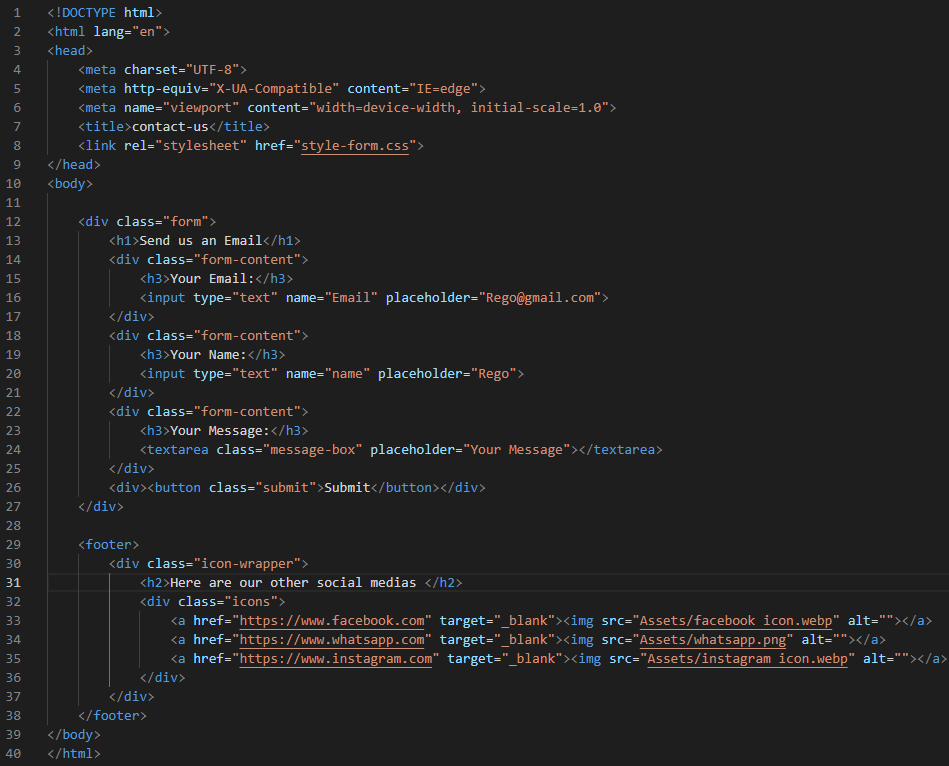 1 <!DOCTYPE html>
2 <html lang="en">
3 <head>
4     <meta charset="UTF-8">
5     <meta http-equiv="X-UA-Compatible" content="IE=edge">
6     <meta name="viewport" content="width=device-width, initial-scale=1.0">
7     <title>contact-us</title>
8     <link rel="stylesheet" href="style-form.css">
9 </head>
10 <body>
11
12     <div class="form">
13         <h1>Send us an Email</h1>
14         <div class="form-content">
15             <h3>Your Email:</h3>
16             <input type="text" name="Email" placeholder="Rego@gmail.com">
17         </div>
18         <div class="form-content">
19             <h3>Your Name:</h3>
20             <input type="text" name="name" placeholder="Rego">
21         </div>
22         <div class="form-content">
23             <h3>Your Message:</h3>
24             <textarea class="message-box" placeholder="Your Message"></textarea>
25         </div>
26         <div><button class="submit">Submit</button></div>
27     </div>
28
29     <footer>
30         <div class="icon-wrapper">
31             <h2>Here are our other social medias </h2>
32             <div class="icons">
33                 <a href="https://www.facebook.com" target="_blank"><img src="Assets/facebook icon.webp" alt=""></a>
34                 <a href="https://www.whatsapp.com" target="_blank"><img src="Assets/whatsapp.png" alt=""></a>
35                 <a href="https://www.instagram.com" target="_blank"><img src="Assets/instagram icon.webp" alt=""></a>
36             </div>
37         </div>
38     </footer>
39 </body>
40 </html>